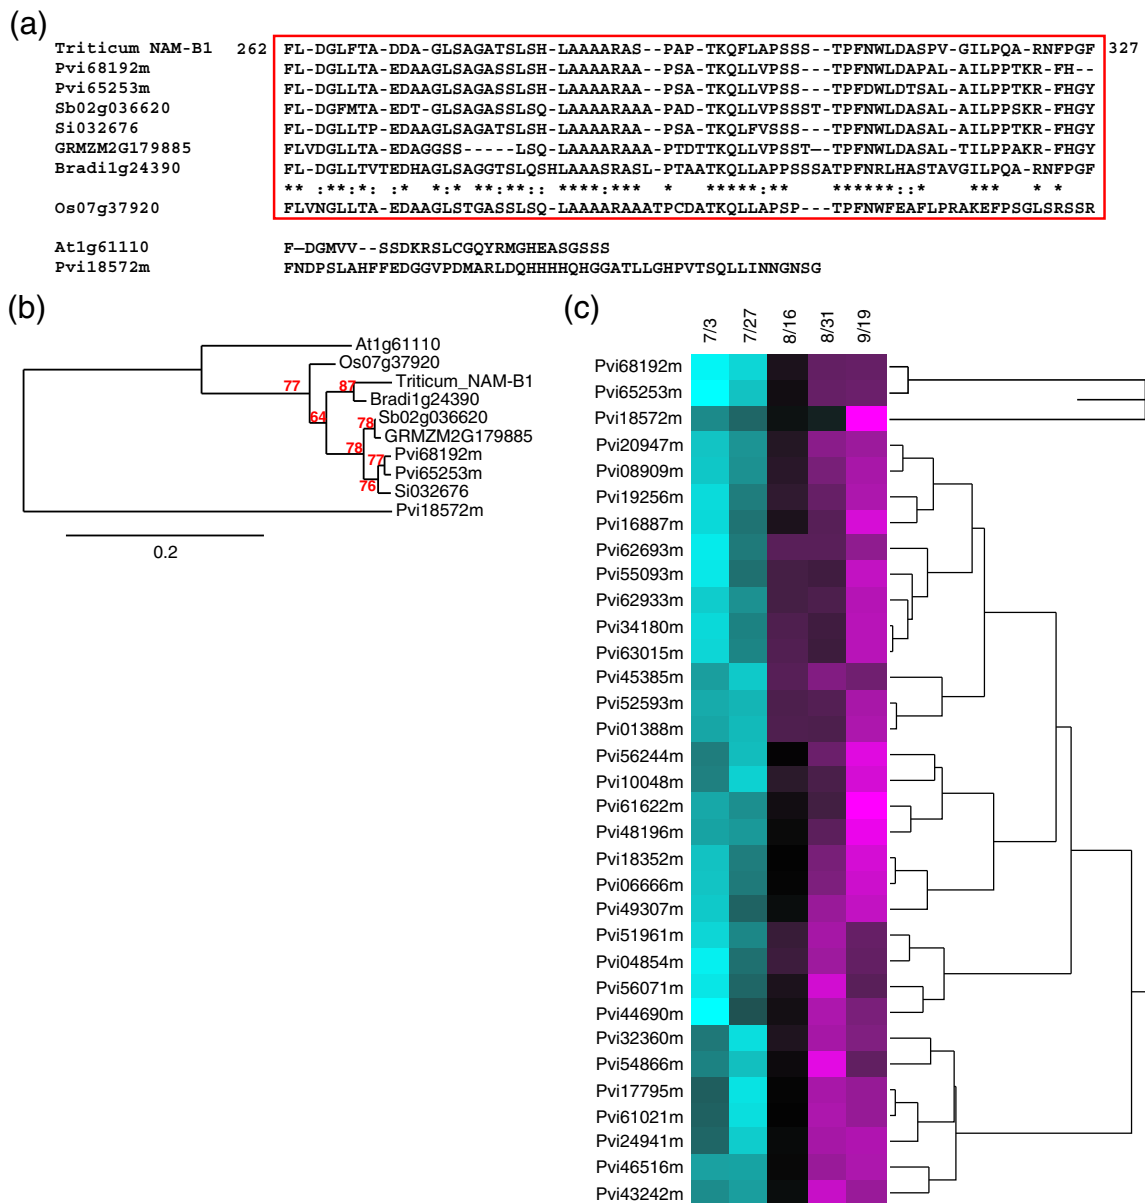 (a)
Triticum NAM-B1 262 FL-DGLFTA-DDA-GLSAGATSLSH-LAAAARAS--PAP-TKQFLAPSSS--TPFNWLDASPV-GILPQA-RNFPGF 327
Pvi68192m FL-DGLLTA-EDAAGLSAGASSLSH-LAAAARAA--PSA-TKQLLVPSS---TPFNWLDAPAL-AILPPTKR-FH--
Pvi65253m FL-DGLLTA-EDAAGLSAGASSLSH-LAAAARAA--PSA-TKQLLVPSS---TPFDWLDTSAL-AILPPTKR-FHGY
Sb02g036620 FL-DGFMTA-EDT-GLSAGASSLSQ-LAAAARAA--PAD-TKQLLVPSSST-TPFNWLDASAL-AILPPSKR-FHGY
Si032676 FL-DGLLTP-EDAAGLSAGATSLSH-LAAAARAA--PSA-TKQLFVSSS---TPFNWLDASAL-AILPPTKR-FHGY
GRMZM2G179885 FLVDGLLTA-EDAGGSS-----LSQ-LAAAARAAA-PTDTTKQLLVPSST—-TPFNWLDASAL-TILPPAKR-FHGY
Bradi1g24390 FL-DGLLTVTEDHAGLSAGGTSLQSHLAAASRASL-PTAATKQLLAPPSSSATPFNRLHASTAVGILPQA-RNFPGF
** :**:*: :* *:* **:**:* ****:*** * *****:** ******::* *** * *
Os07g37920 FLVNGLLTA-EDAAGLSTGASSLSQ-LAAAARAAATPCDATKQLLAPSP---TPFNWFEAFLPRAKEFPSGLSRSSR
At1g61110 F—DGMVV--SSDKRSLCGQYRMGHEASGSSS
Pvi18572m FNDPSLAHFFEDGGVPDMARLDQHHHHQHGGATLLGHPVTSQLLINNGNSG
(b)
At1g61110
Os07g37920
77
87
Triticum_NAM-B1
Bradi1g24390
64
78
Sb02g036620
GRMZM2G179885
78
77
Pvi68192m
Pvi65253m
76
Si032676
Pvi18572m
0.2
(c)
7/3 7/27 8/16 8/31 9/19
Pvi68192m
Pvi65253m
Pvi18572m
Pvi20947m
Pvi08909m
Pvi19256m
Pvi16887m
Pvi62693m
Pvi55093m
Pvi62933m
Pvi34180m
Pvi63015m
Pvi45385m
Pvi52593m
Pvi01388m
Pvi56244m
Pvi10048m
Pvi61622m
Pvi48196m
Pvi18352m
Pvi06666m
Pvi49307m
Pvi51961m
Pvi04854m
Pvi56071m
Pvi44690m
Pvi32360m
Pvi54866m
Pvi17795m
Pvi61021m
Pvi24941m
Pvi46516m
Pvi43242m